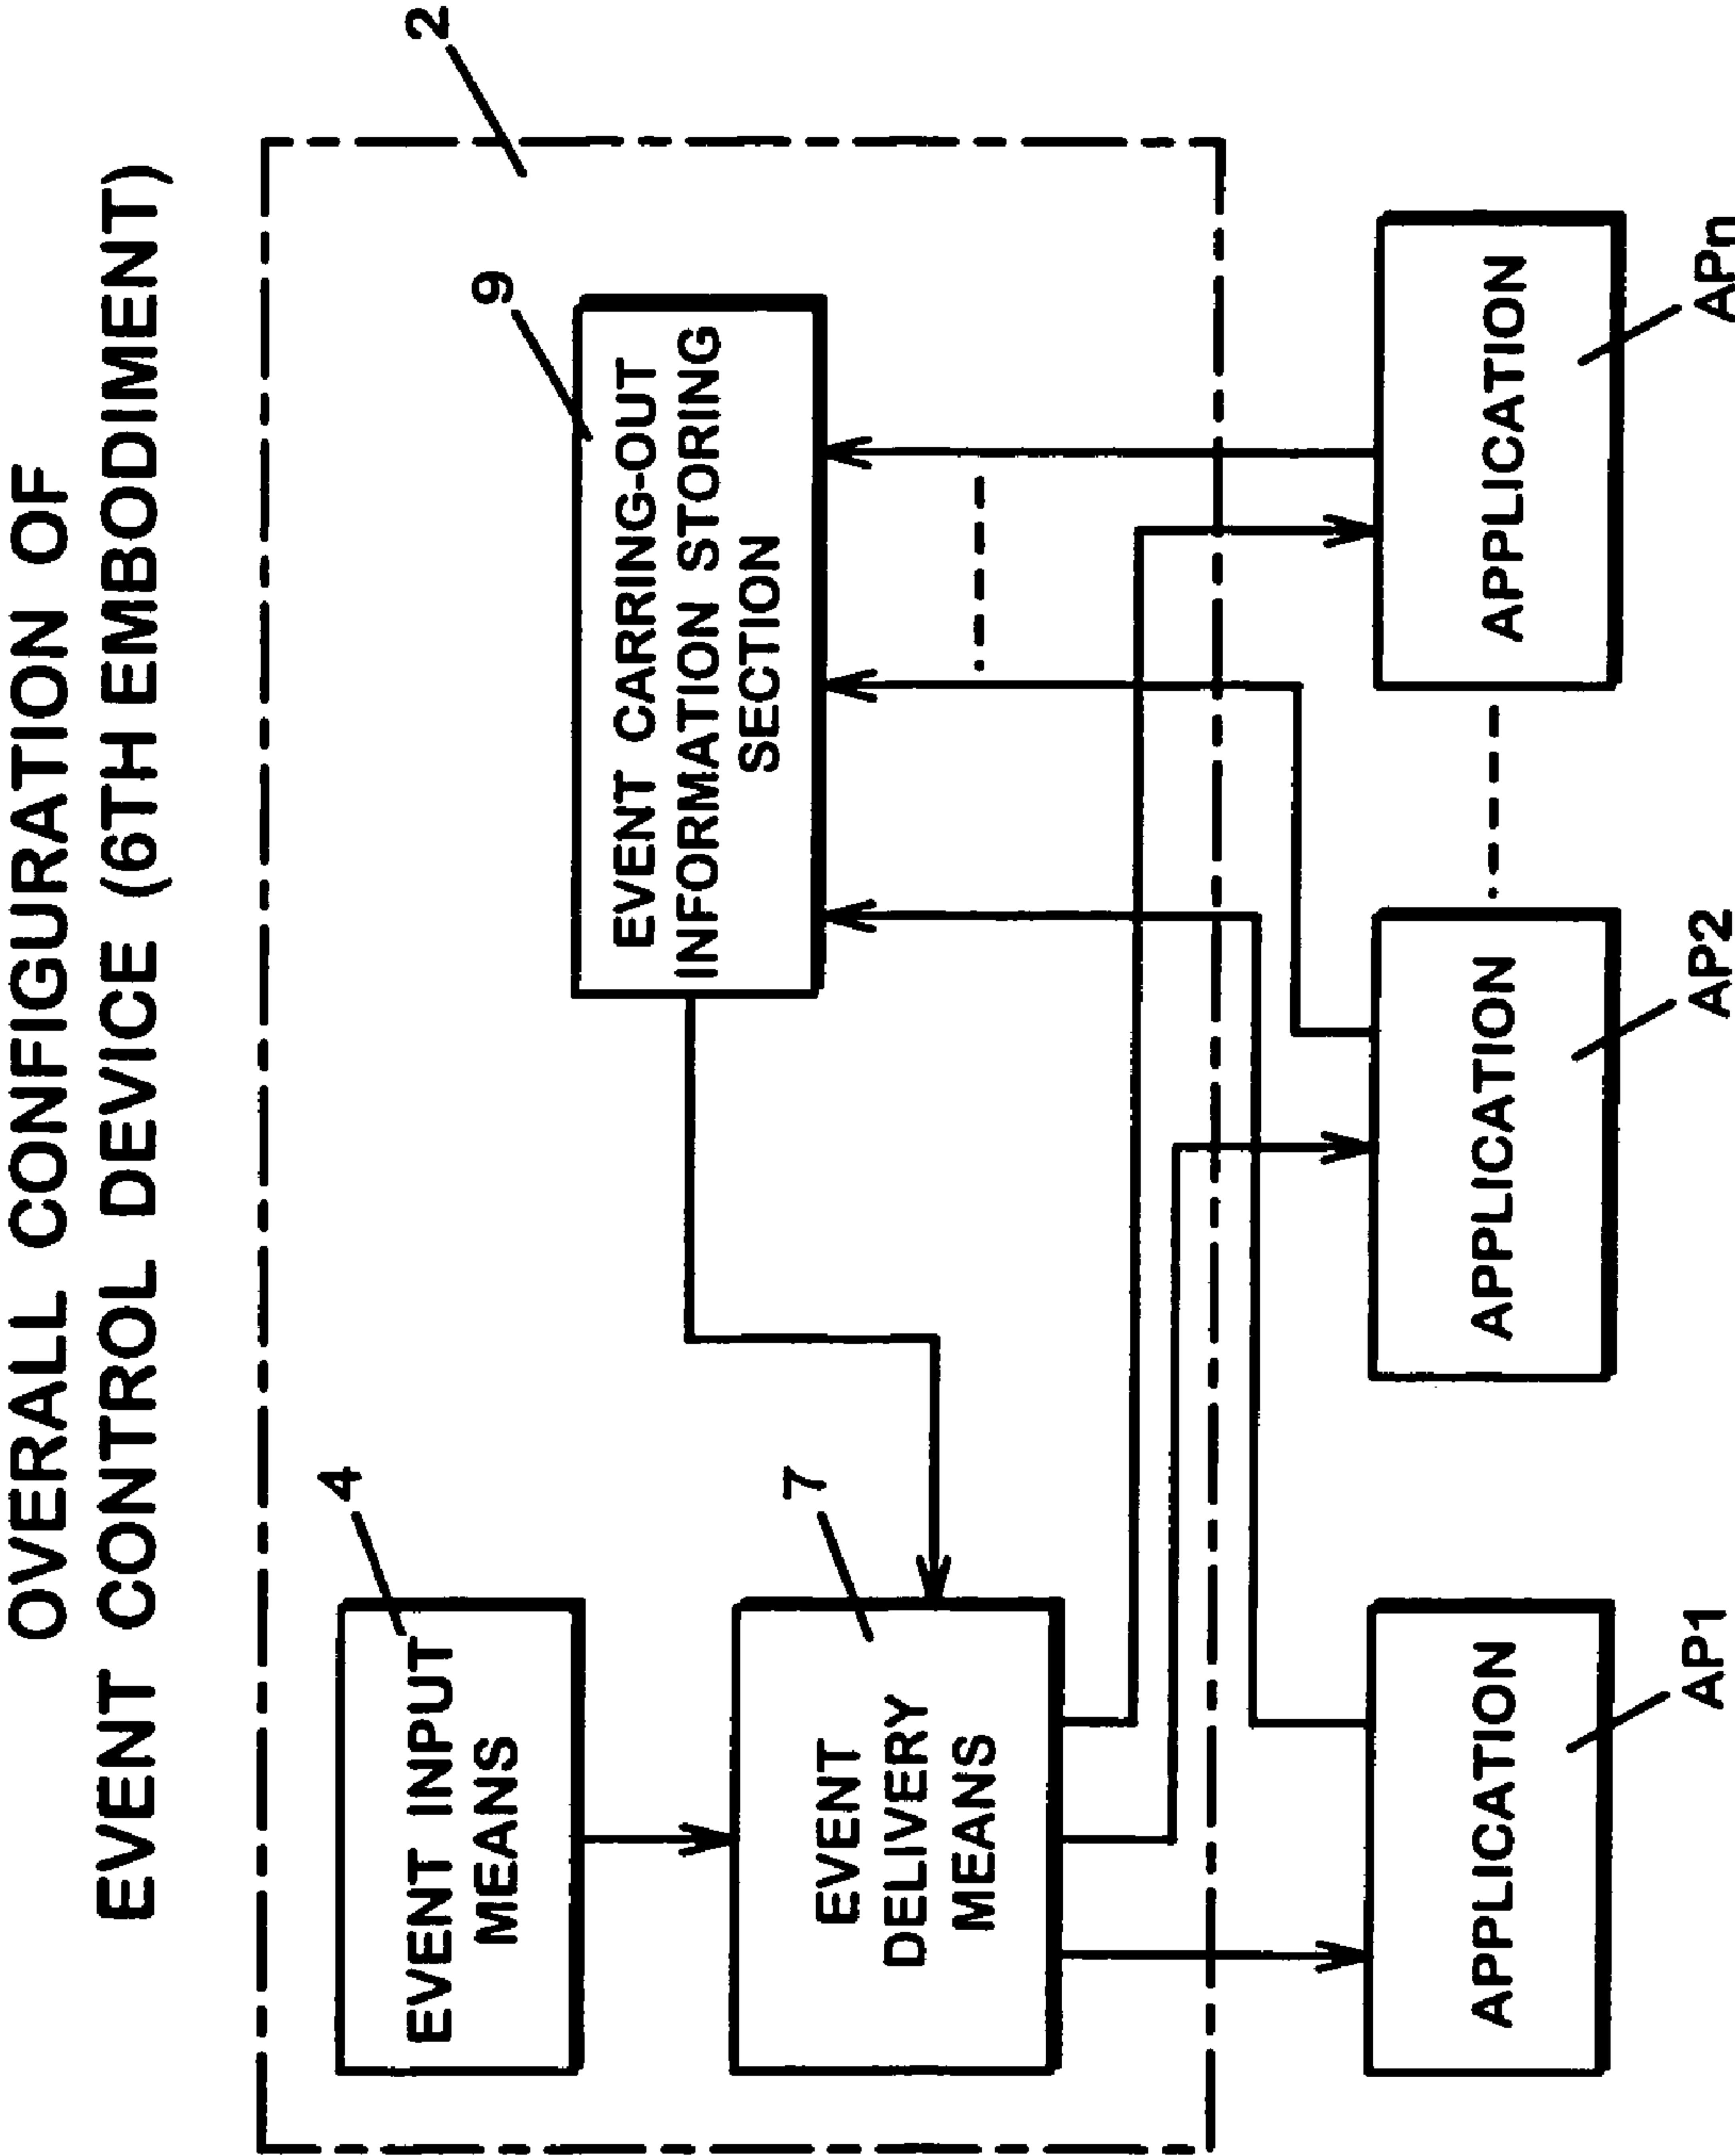 OVERALL CONFIGURATION OF
EVENT CONTROL DEVICE (6TH EMBODIMENT)
2
4
EVENT INPUT
MEANS
9
EVENT CARRING-OUT
INFORMATION STORING
SECTION
7
EVENT
DELIVERY
MEANS
APPLICATION
AP1
APPLICATION
AP2
APPLICATION
APn